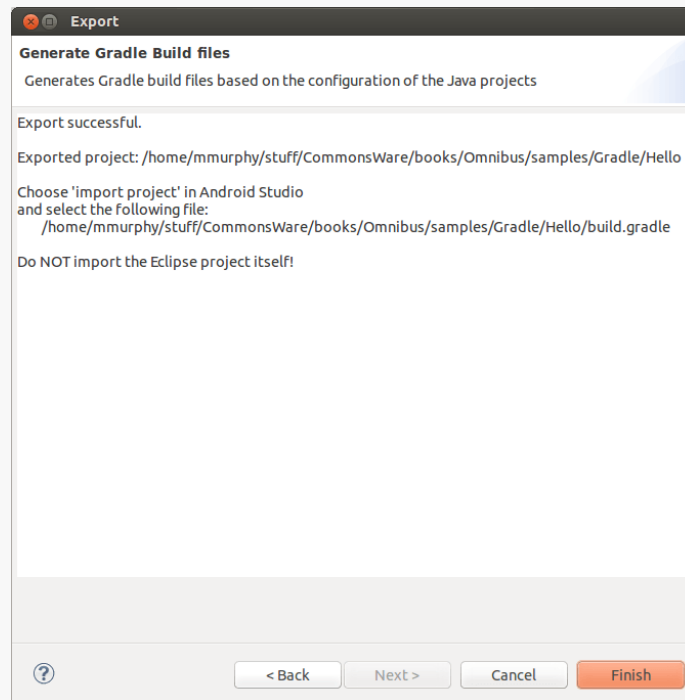 Export
Generate Gradle Build files
Generates Gradle build files based on the configuration of the Java projects
Export successful.
Exported project: /home/mmurphy/stuff/CommonsWare/books/Omnibus/samples/Gradle/Hello
Choose 'import project' in Android Studio
and select the following file:
/home/mmurphy/stuff/CommonsWare/books/Omnibus/samples/Gradle/Hello/build.gradle
Do NOT import the Eclipse project itself!
?
< Back
Next >
Cancel
Finish